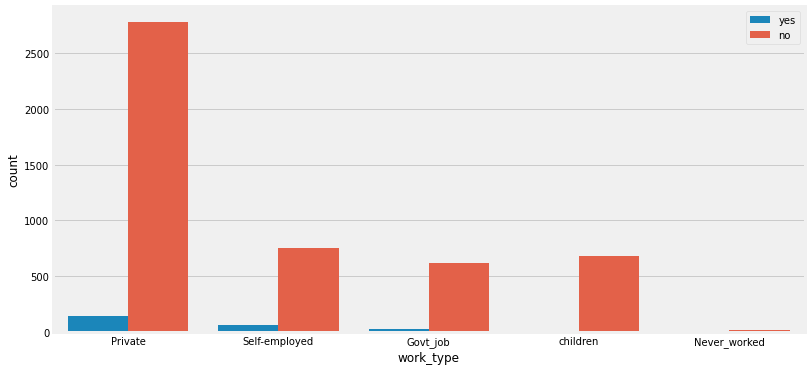 yes
no
2500
2000
1500
1000
500
0
count
Private Self-employed Govt_job children Never_worked
work_type